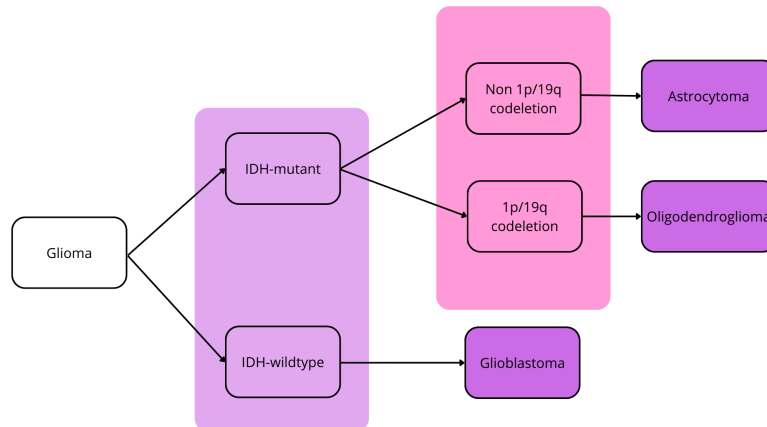 Non 1p/19q
codeletion
Astrocytoma
IDH-mutant
1p/19q
codeletion
Oligodendroglioma
Glioma
IDH-wildtype
Glioblastoma